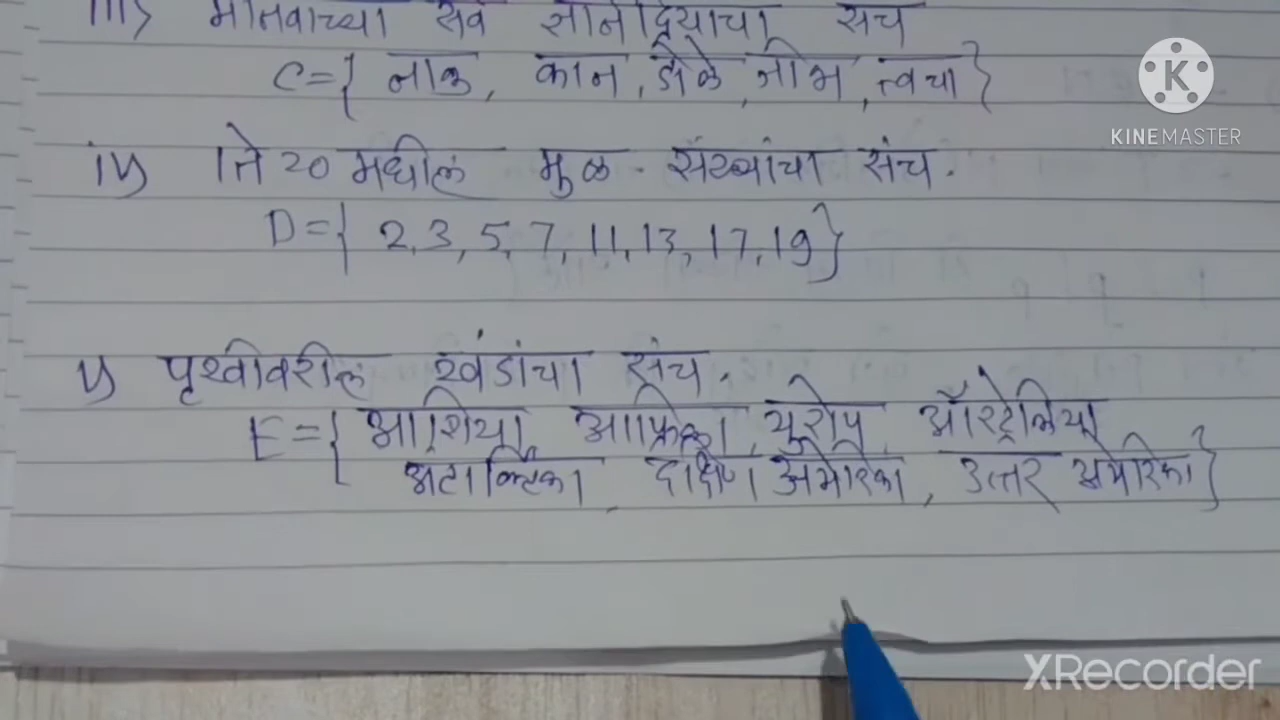 iii) मानवाच्या सर्व ज्ञानेंद्रियांचा संच
C={ नाक, कान, डोळे, जीभ, त्वचा}
KINEMASTER
iv) 1 ते 20 मधील मुळ संख्यांचा संच.
D={ 2, 3, 5, 7, 11, 13, 17, 19}
v) पृथ्वीवरील खंडांचा संच.
E={ आशिया, आफ्रिका, युरोप, ऑस्ट्रेलिया,
अंटार्क्टिका, दक्षिण अमेरिका, उत्तर अमेरिका}
XRecorder